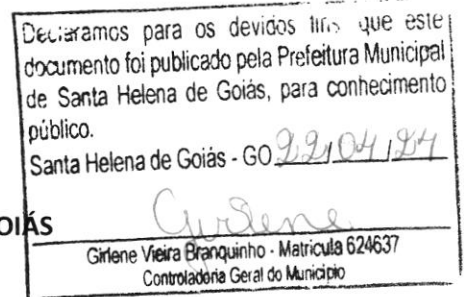 Declaramos para os devidos fins que este
documento foi publicado pela Prefeitura Municipal
de Santa Helena de Goiás, para conhecimento
público.
Santa Helena de Goiás - GO 22/04/24
OIÁS
Girlene
Girlene Vieira Branquinho - Matricula 624637
Controladoria Geral do Município